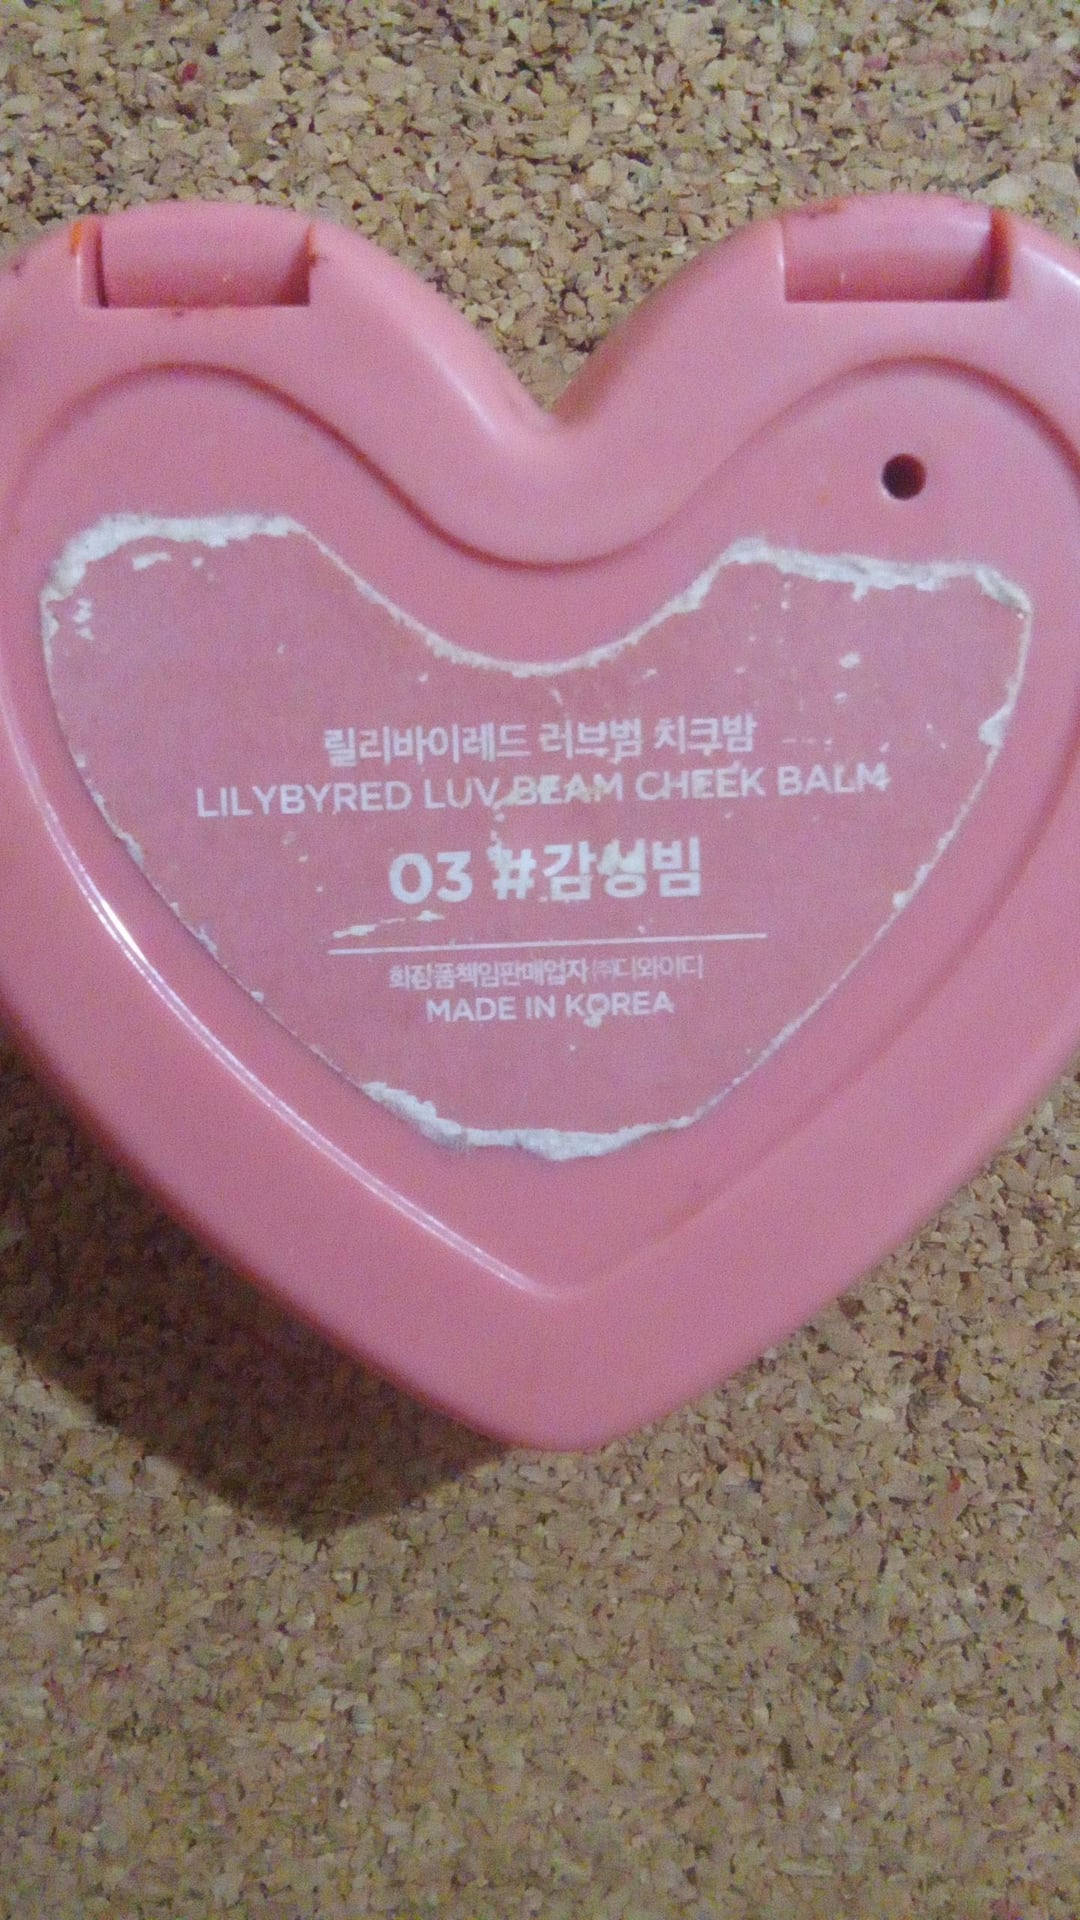 릴리바이레드 러브빔 치크밤
LILYBYRED LUV BEAM CHEEK BALM
03 #감성빔
화장품책임판매업자 ㈜디와이디
MADE IN KOREA